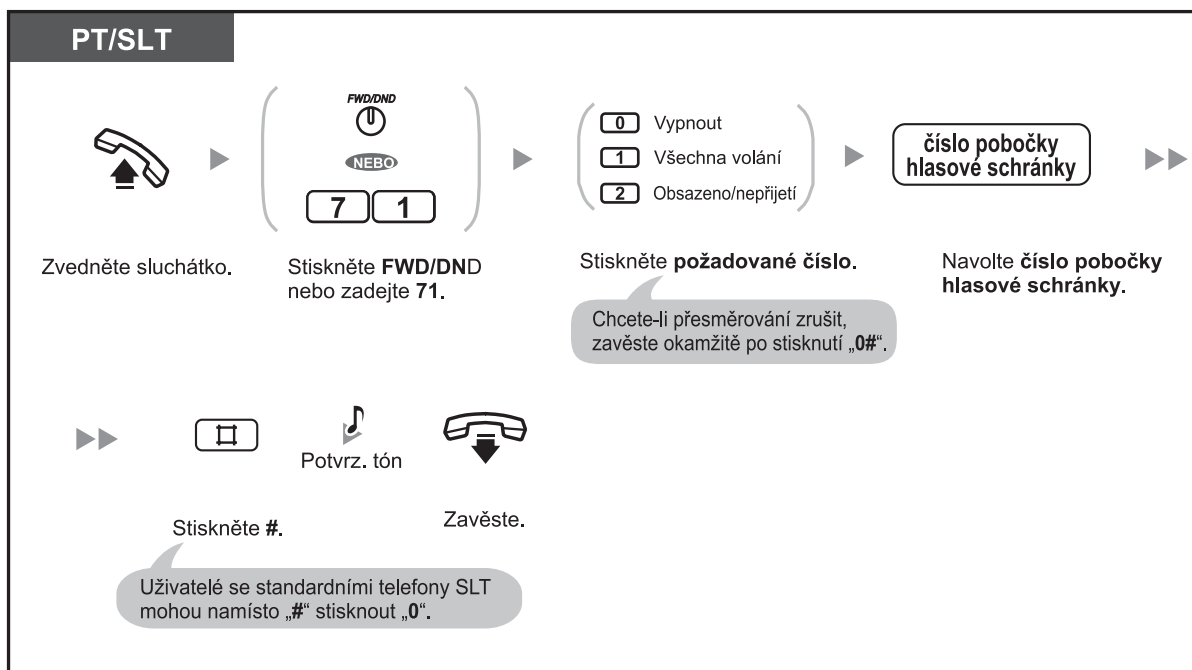 PT/SLT
FWD/DND
NEBO
7 1
0 Vypnout
1 Všechna volání
2 Obsazeno/nepřijetí
číslo pobočky
hlasové schránky
Zvedněte sluchátko.
Stiskněte FWD/DND
nebo zadejte 71.
Stiskněte požadované číslo.
Navolte číslo pobočky
hlasové schránky.
Chcete-li přesměrování zrušit,
zavěste okamžitě po stisknutí „0#“.
Potvrz. tón
Stiskněte #.
Zavěste.
Uživatelé se standardními telefony SLT
mohou namísto „#“ stisknout „0“.